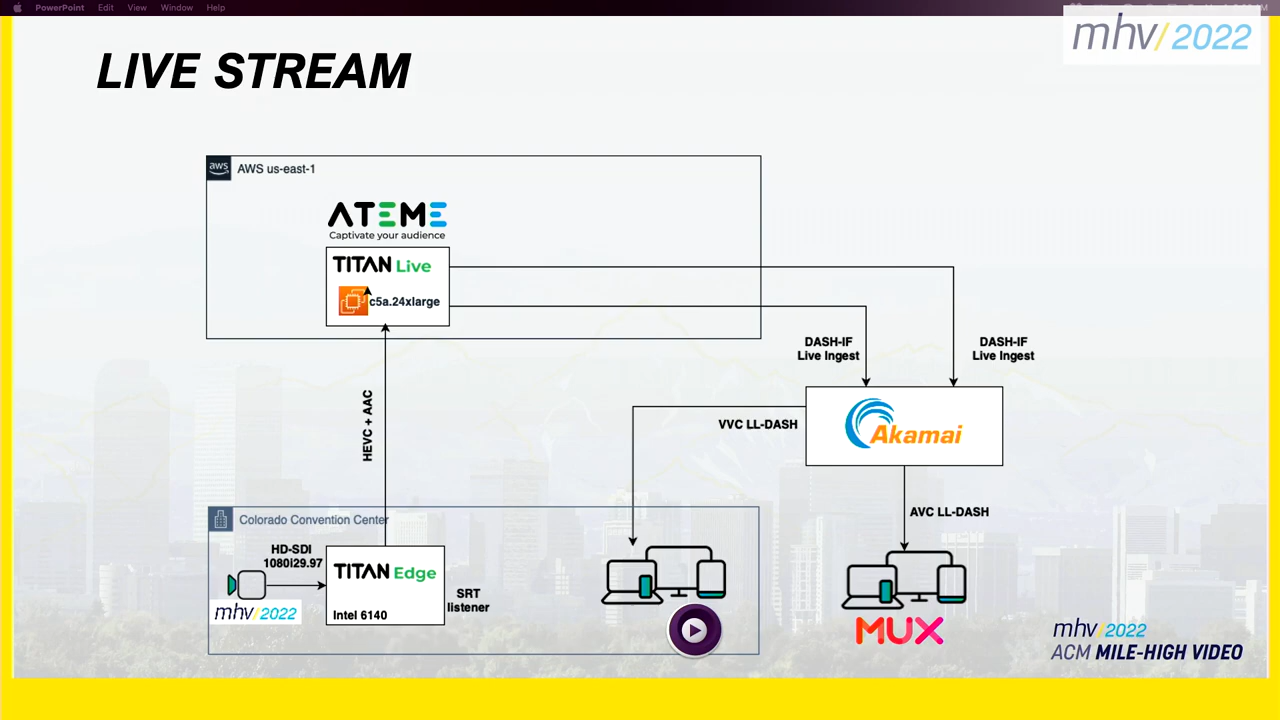 PowerPoint Edit View Window Help
mhv/2022
LIVE STREAM
aws
AWS us-east-1
ATEME
Captivate your audience
TITAN Live
c5a.24xlarge
DASH-IF
Live Ingest
DASH-IF
Live Ingest
HEVC + AAC
VVC LL-DASH
Akamai
AVC LL-DASH
Colorado Convention Center
HD-SDI
1080i29.97
mhv/2022
TITAN Edge
Intel 6140
SRT
listener
MUX
mhv/2022
ACM MILE-HIGH VIDEO